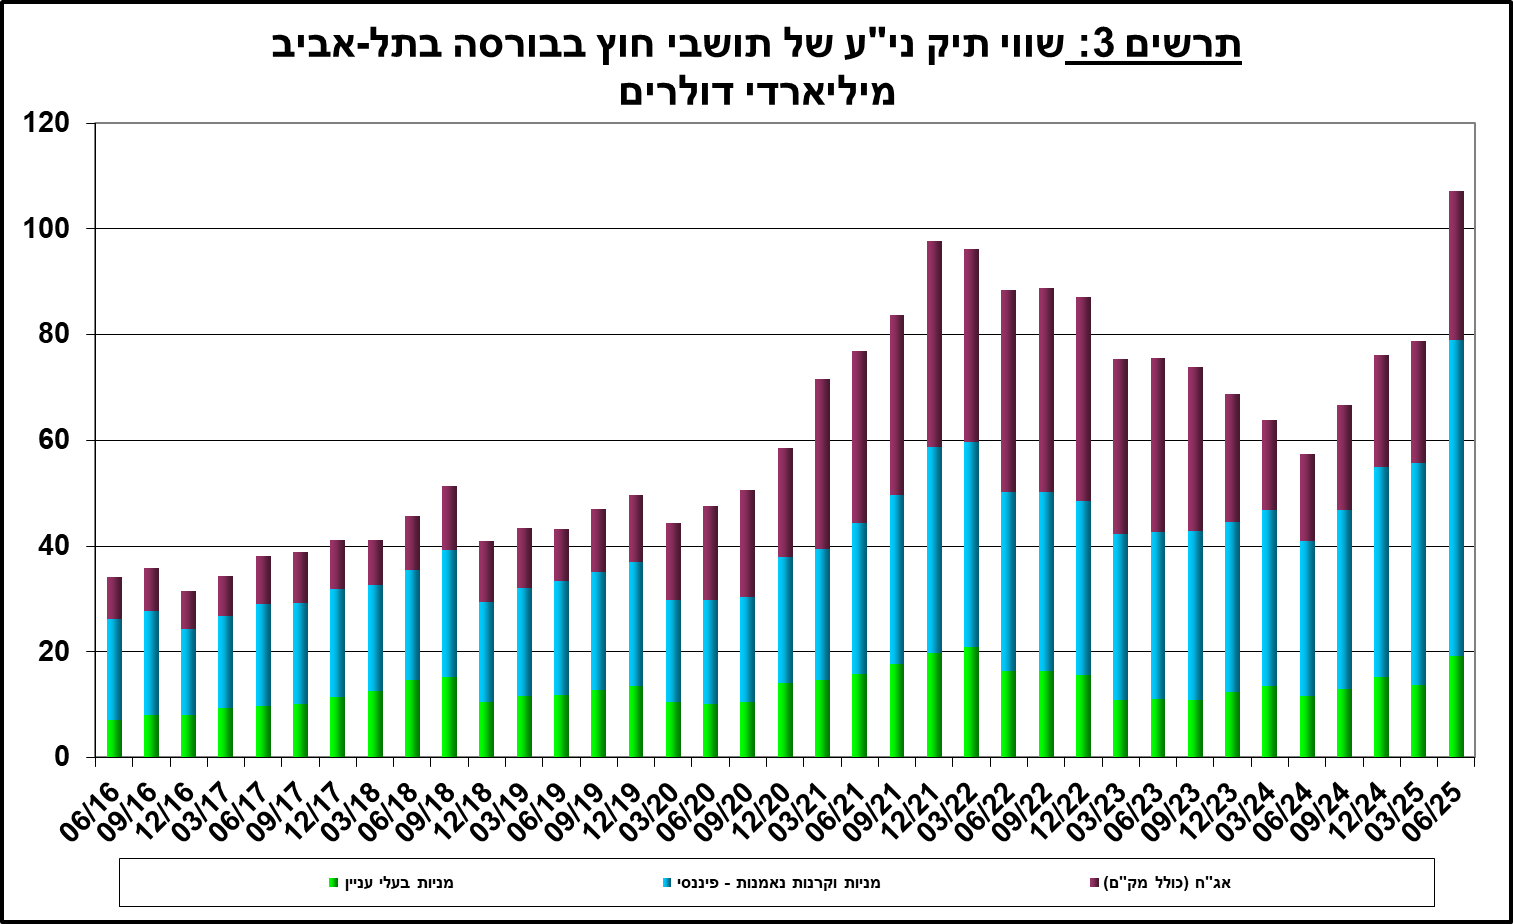 תרשים 3: שווי תיק ני"ע של תושבי חוץ בבורסה בתל-אביב
מיליארדי דולרים
120
100
80
60
40
20
0
06/16 09/16 12/16 03/17 06/17 09/17 12/17 03/18 06/18 09/18 12/18 03/19 06/19 09/19 12/19 03/20 06/20 09/20 12/20 03/21 06/21 09/21 12/21 03/22 06/22 09/22 12/22 03/23 06/23 09/23 12/23 03/24 06/24 09/24 12/24 03/25 06/25
אג"ח (כולל מק"ם) מניות וקרנות נאמנות - פיננסי מניות בעלי עניין